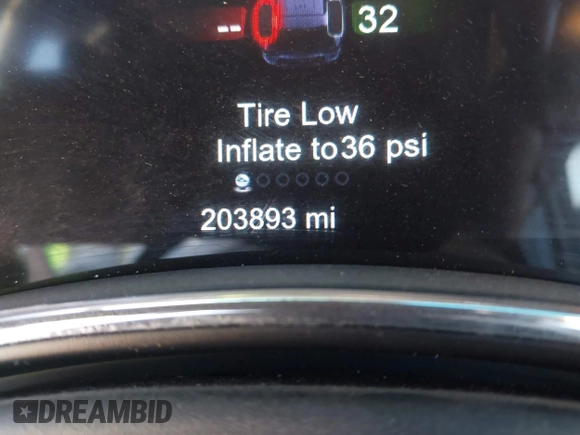 -- 32
Tire Low
Inflate to 36 psi
203893 mi
DREAMBID